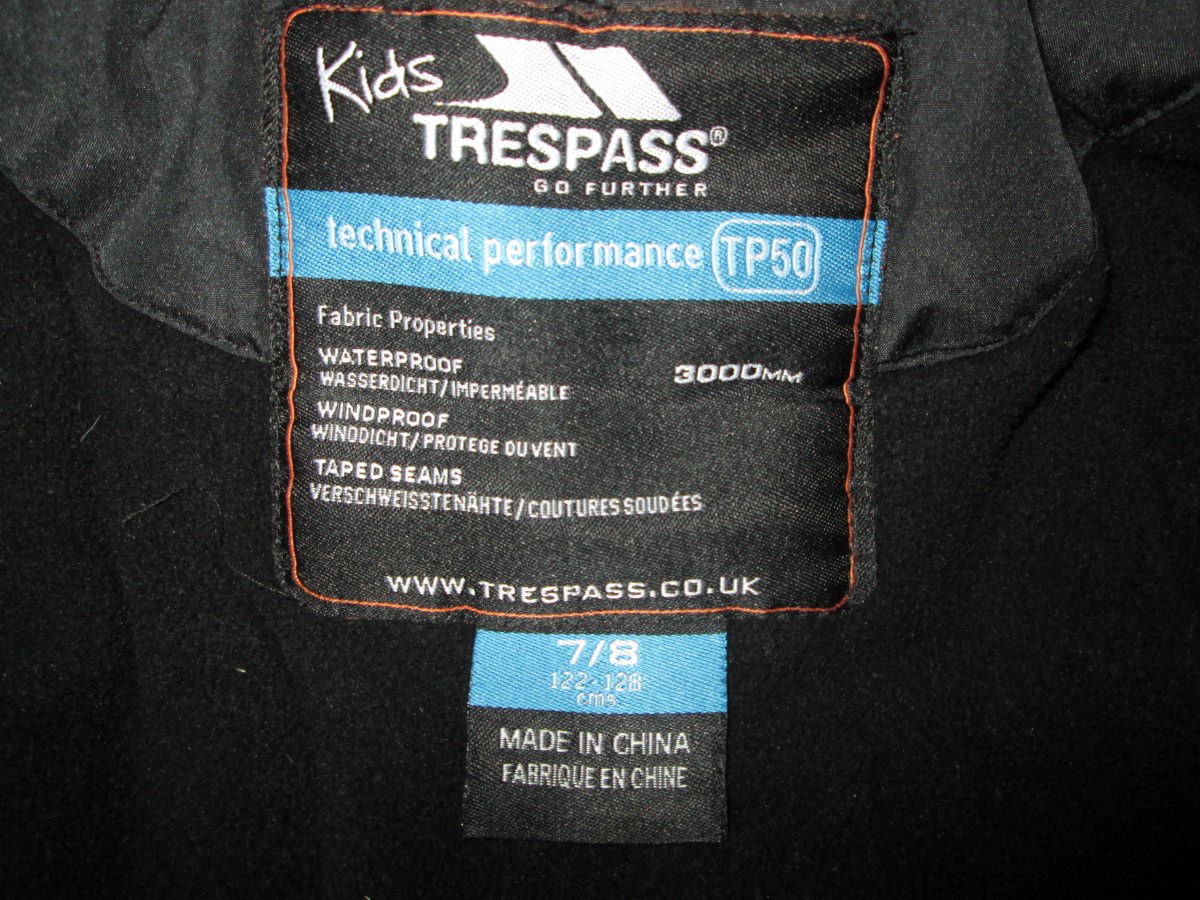 Kids
TRESPASS®
GO FURTHER
technical performance TP50
Fabric Properties
WATERPROOF 3000MM
WASSERDICHT/IMPERMÉABLE
WINDPROOF
WINDDICHT/PROTEGE DU VENT
TAPED SEAMS
VERSCHWEISSTENÄHTE/COUTURES SOUDÉES
WWW.TRESPASS.CO.UK
7/8
122-128
cms
MADE IN CHINA
FABRIQUE EN CHINE